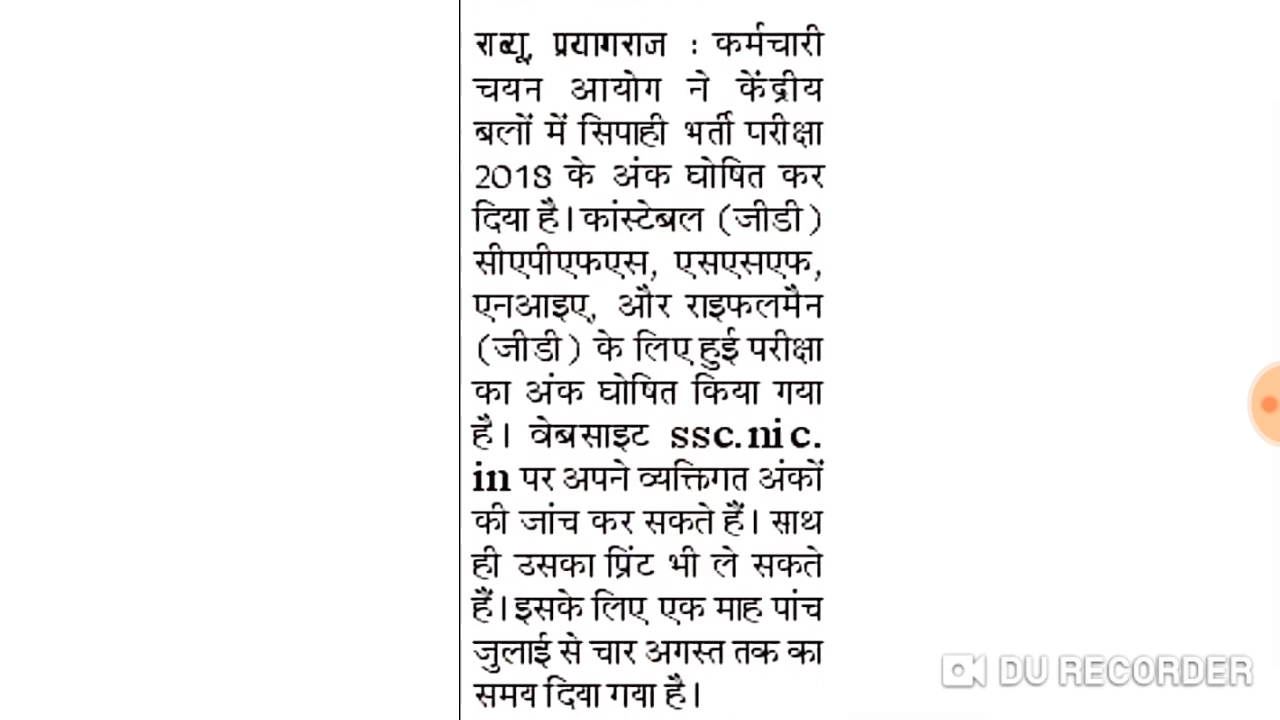 राब्यू, प्रयागराज : कर्मचारी
चयन आयोग ने केंद्रीय
बलों में सिपाही भर्ती परीक्षा
2018 के अंक घोषित कर
दिया है। कांस्टेबल (जीडी)
सीएपीएफएस, एसएसएफ,
एनआइए, और राइफलमैन
(जीडी) के लिए हुई परीक्षा
का अंक घोषित किया गया
है। वेबसाइट ssc.nic.
in पर अपने व्यक्तिगत अंकों
की जांच कर सकते हैं। साथ
ही उसका प्रिंट भी ले सकते
हैं। इसके लिए एक माह पांच
जुलाई से चार अगस्त तक का
समय दिया गया है।
DU RECORDER